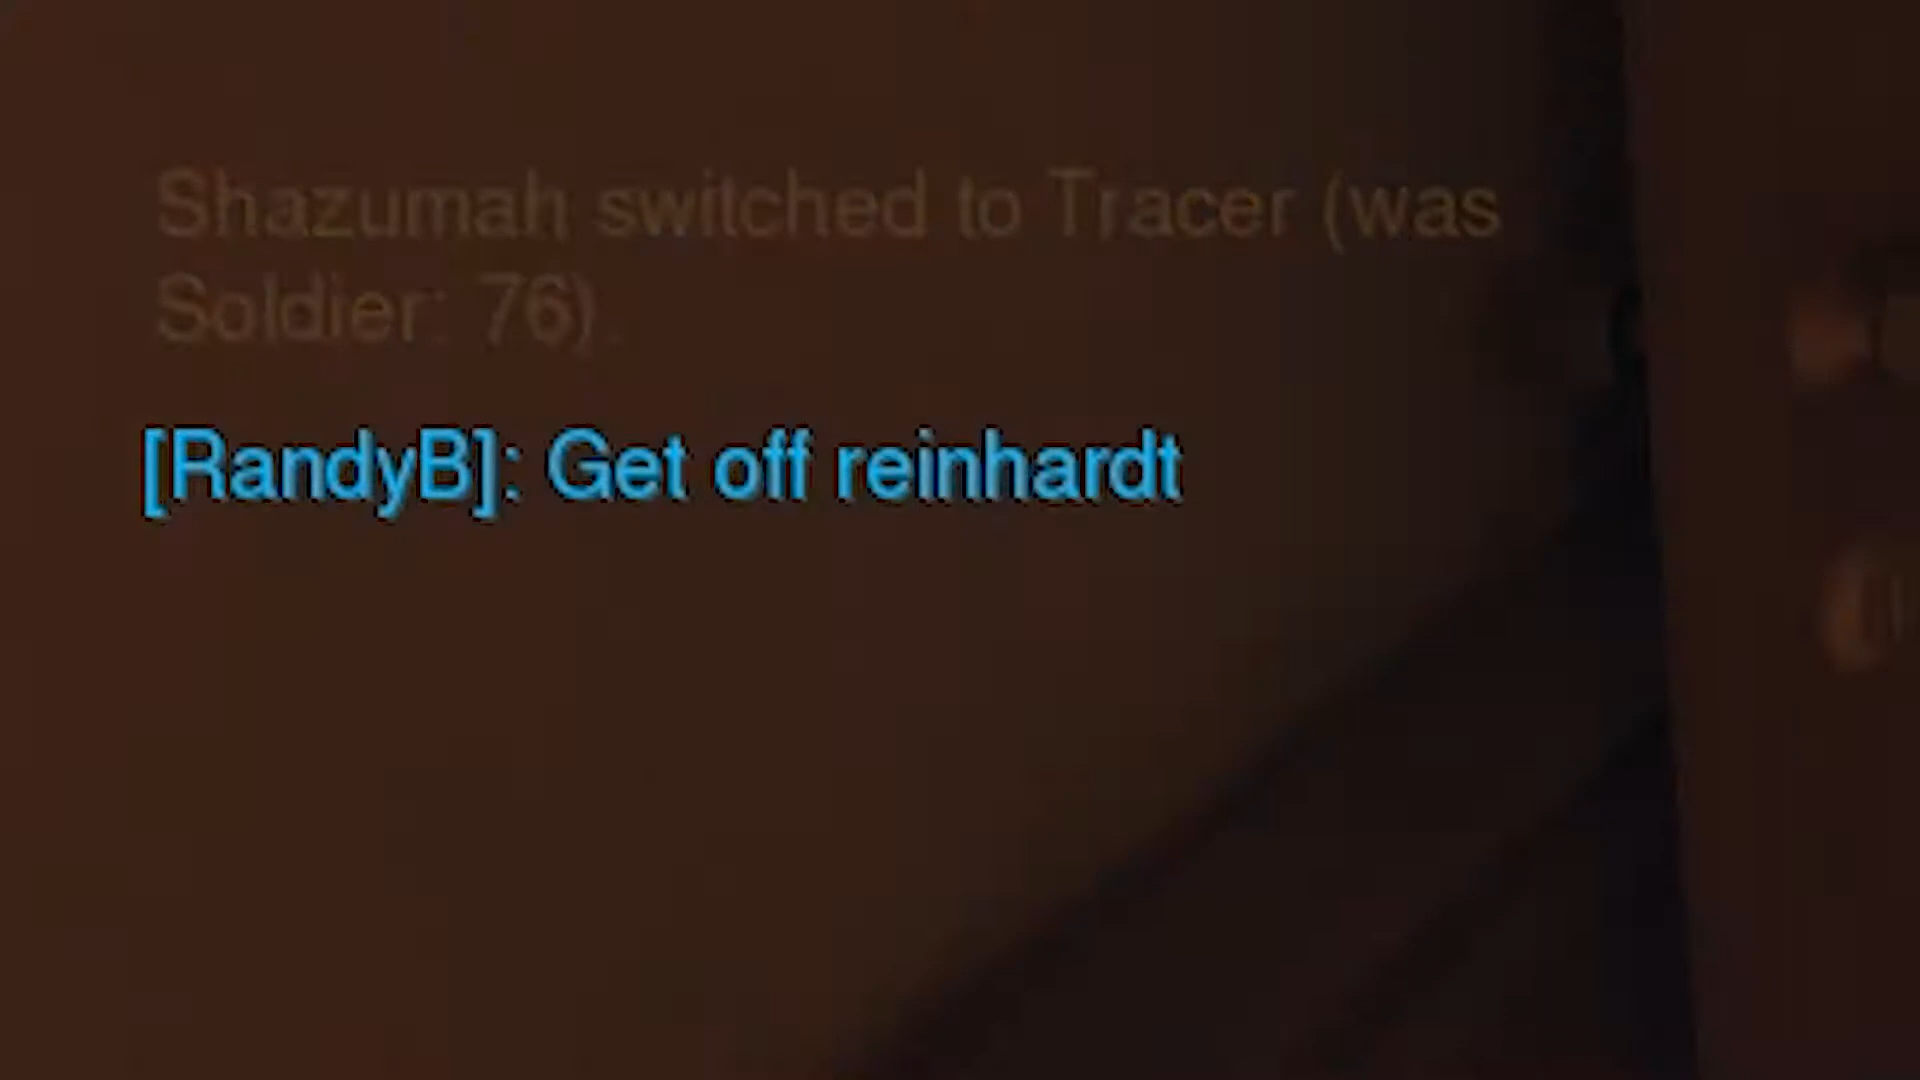 Shazumah switched to Tracer (was
Soldier: 76).
[RandyB]: Get off reinhardt